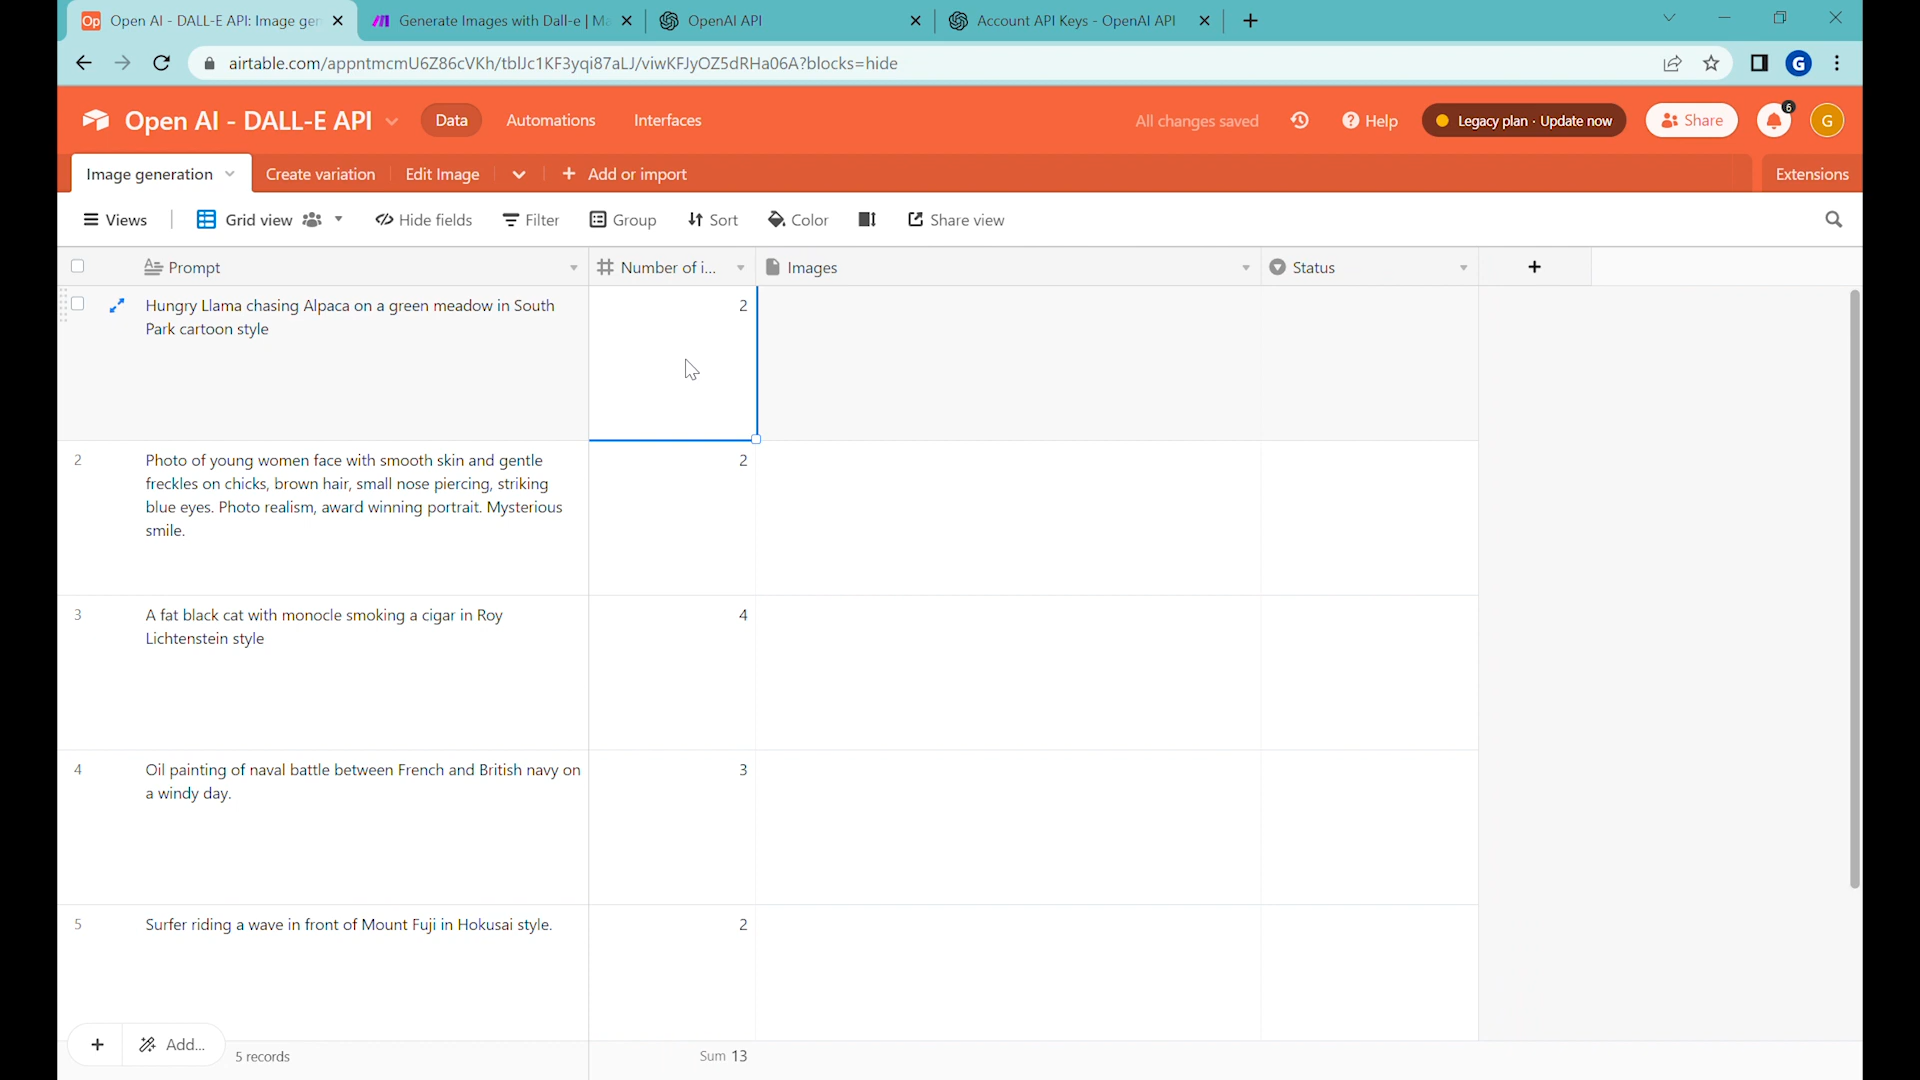 Op Open AI - DALL-E API: Image gen
Generate Images with Dall-e | Ma
OpenAI API
Account API Keys - OpenAI API
airtable.com/appntmcmU6Z86cVKh/tblJc1KF3yqi87aLJ/viwKFJyOZ5dRHa06A?blocks=hide
G
Open AI - DALL-E API
Data
Automations
Interfaces
All changes saved
Help
Legacy plan · Update now
Share
6
G
Image generation
Create variation
Edit Image
Add or import
Extensions
Views
Grid view
Hide fields
Filter
Group
Sort
Color
Share view
Prompt
Number of i...
Images
Status
Hungry Llama chasing Alpaca on a green meadow in South
Park cartoon style
2
2
Photo of young women face with smooth skin and gentle
freckles on chicks, brown hair, small nose piercing, striking
blue eyes. Photo realism, award winning portrait. Mysterious
smile.
2
3
A fat black cat with monocle smoking a cigar in Roy
Lichtenstein style
4
4
Oil painting of naval battle between French and British navy on
a windy day.
3
5
Surfer riding a wave in front of Mount Fuji in Hokusai style.
2
Add...
5 records
Sum 13